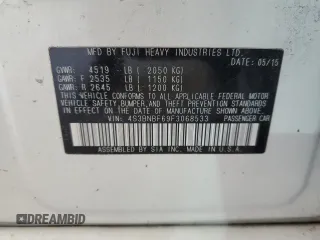 MFD BY FUJI HEAVY INDUSTRIES LTD.
DATE: 05/15
GVWR: 4519 LB ( 2050 KG)
GAWR: F 2535 LB ( 1150 KG)
GAWR: R 2645 LB ( 1200 KG)
THIS VEHICLE CONFORMS TO ALL APPLICABLE FEDERAL MOTOR
VEHICLE SAFETY, BUMPER, AND THEFT PREVENTION STANDARDS
IN EFFECT ON THE DATE OF MANUFACTURE SHOWN ABOVE.
VIN: 4S3BNBF69F3068533 PASSENGER CAR
ASSEMBLED BY SIA INC. MADE IN U.S.A.
©DREAMBID